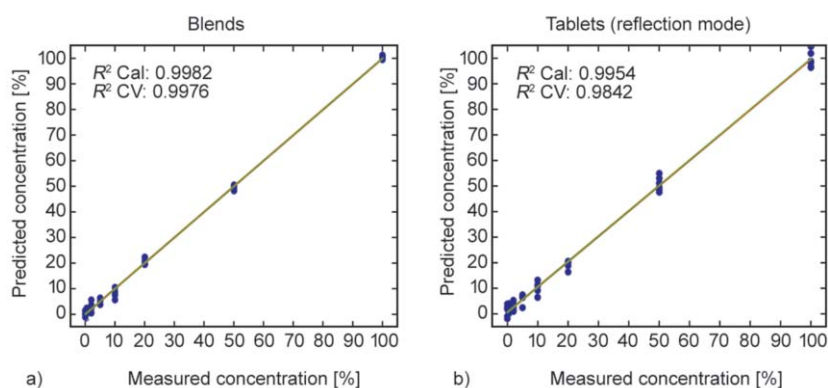 Blends
Predicted concentration [%]
100
90
80
70
60
50
40
30
20
10
0
R² Cal: 0.9982
R² CV: 0.9976
0 10 20 30 40 50 60 70 80 90 100
a) Measured concentration [%]
Tablets (reflection mode)
Predicted concentration [%]
100
90
80
70
60
50
40
30
20
10
0
R² Cal: 0.9954
R² CV: 0.9842
0 10 20 30 40 50 60 70 80 90 100
b) Measured concentration [%]